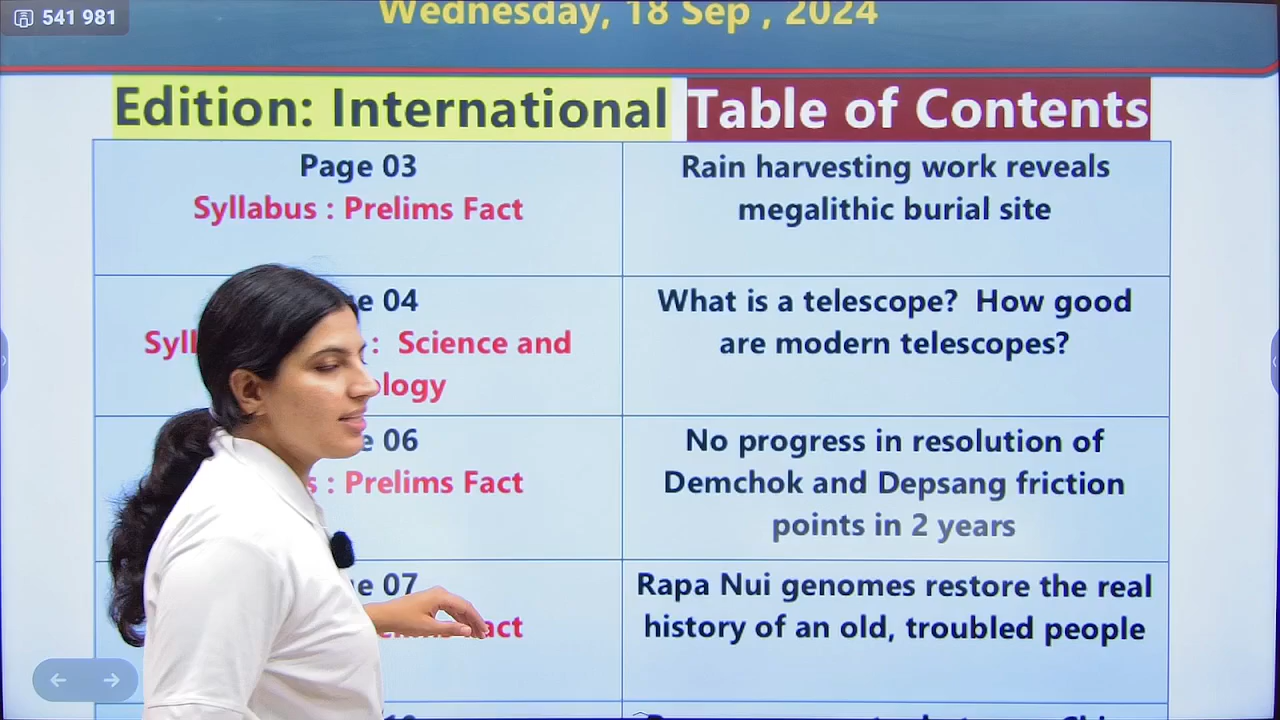 541 981
Wednesday, 18 Sep , 2024
Edition: International Table of Contents
Page 03
Syllabus : Prelims Fact
Rain harvesting work reveals
megalithic burial site
04
: Science and
What is a telescope? How good
are modern telescopes?
06
: Prelims Fact
No progress in resolution of
Demchok and Depsang friction
points in 2 years
07
Rapa Nui genomes restore the real
history of an old, troubled people